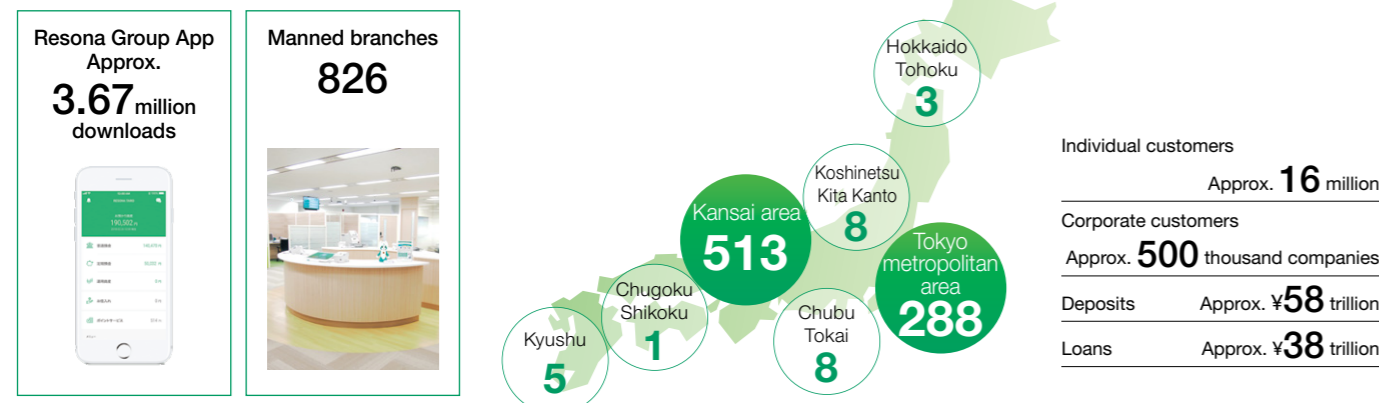 Resona Group App
Approx.
3.67 million
downloads
Manned branches
826
Hokkaido
Tohoku
3
Koshinetsu
Kita Kanto
8
Kansai area
513
Tokyo
metropolitan
area
288
Chugoku
Shikoku
1
Chubu
Tokai
8
Kyushu
5
Individual customers
Approx. 16 million
Corporate customers
Approx. 500 thousand companies
Deposits Approx. ¥58 trillion
Loans Approx. ¥38 trillion